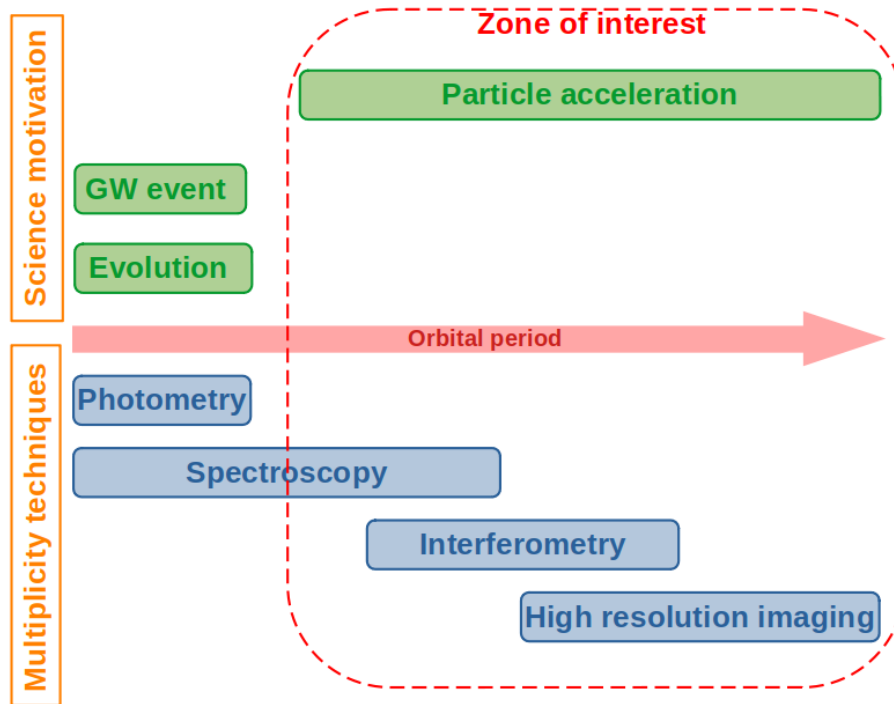 Zone of interest
Science motivation
Particle acceleration
GW event
Evolution
Orbital period
Multiplicity techniques
Photometry
Spectroscopy
Interferometry
High resolution imaging